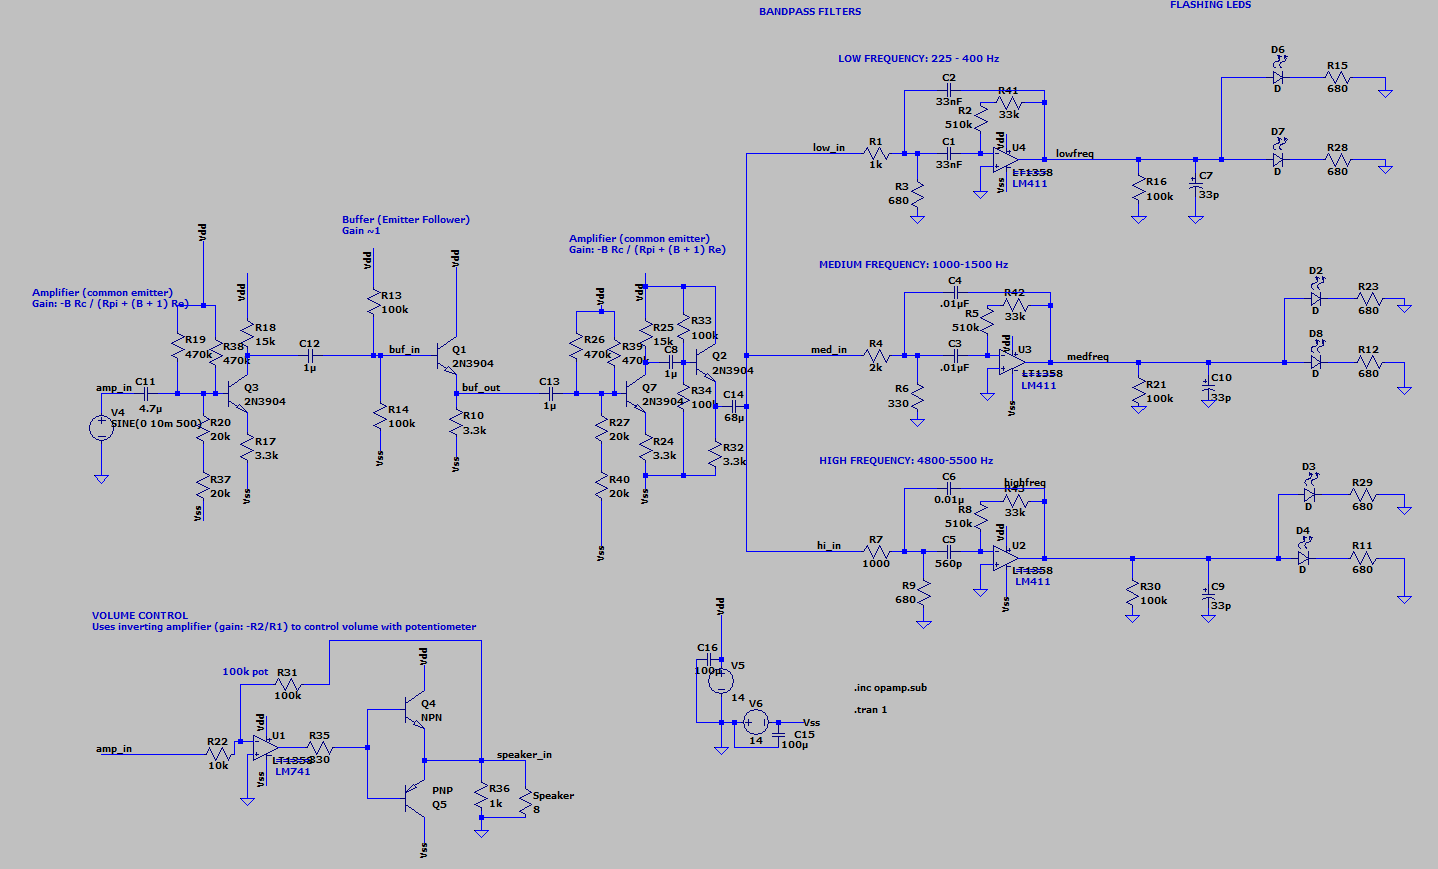 BANDPASS FILTERS
FLASHING LEDS
LOW FREQUENCY: 225 - 400 Hz
C2
33nF
R41
33k
R2
510k
Vdd
low_in
R1
1k
C1
33nF
U4
LT1358
LM411
Vss
R3
680
lowfreq
R16
100k
C7
33p
D6
D
R15
680
D7
D
R28
680
Buffer (Emitter Follower)
Gain ~1
Amplifier (common emitter)
Gain: -B Rc / (Rpi + (B + 1) Re)
Amplifier (common emitter)
Gain: -B Rc / (Rpi + (B + 1) Re)
Vdd
Vdd
R19
470k
R38
470k
R18
15k
C12
1µ
amp_in
C11
4.7µ
V4
SINE(0 10m 500)
Q3
2N3904
R20
20k
R17
3.3k
R37
20k
Vss
Vss
Vdd
R13
100k
buf_in
R14
100k
Vss
Vdd
Q1
2N3904
buf_out
R10
3.3k
Vss
C13
1µ
Vdd
Vdd
R26
470k
R39
470k
R25
15k
C8
1µ
R33
100k
Q2
2N3904
Q7
2N3904
R34
100k
C14
68µ
R27
20k
R24
3.3k
R32
3.3k
R40
20k
Vss
Vss
MEDIUM FREQUENCY: 1000-1500 Hz
C4
.01µF
R42
33k
R5
510k
Vdd
med_in
R4
2k
C3
.01µF
U3
LT1358
LM411
Vss
R6
330
medfreq
R21
100k
C10
33p
D2
D
R23
680
D8
D
R12
680
HIGH FREQUENCY: 4800-5500 Hz
C6
0.01µ
highfreq
R43
33k
R8
510k
Vdd
hi_in
R7
1000
C5
560p
U2
LT1358
LM411
Vss
R9
680
R30
100k
C9
33p
D3
D
R29
680
D4
D
R11
680
VOLUME CONTROL
Uses inverting amplifier (gain: -R2/R1) to control volume with potentiometer
100k pot
R31
100k
amp_in
R22
10k
Vdd
U1
LT1358
LM741
Vss
R35
330
Vdd
Q4
NPN
PNP
Q5
Vss
speaker_in
R36
1k
Speaker
8
Vdd
C16
100µ
V5
14
V6
14
Vss
C15
100µ
.inc opamp.sub
.tran 1